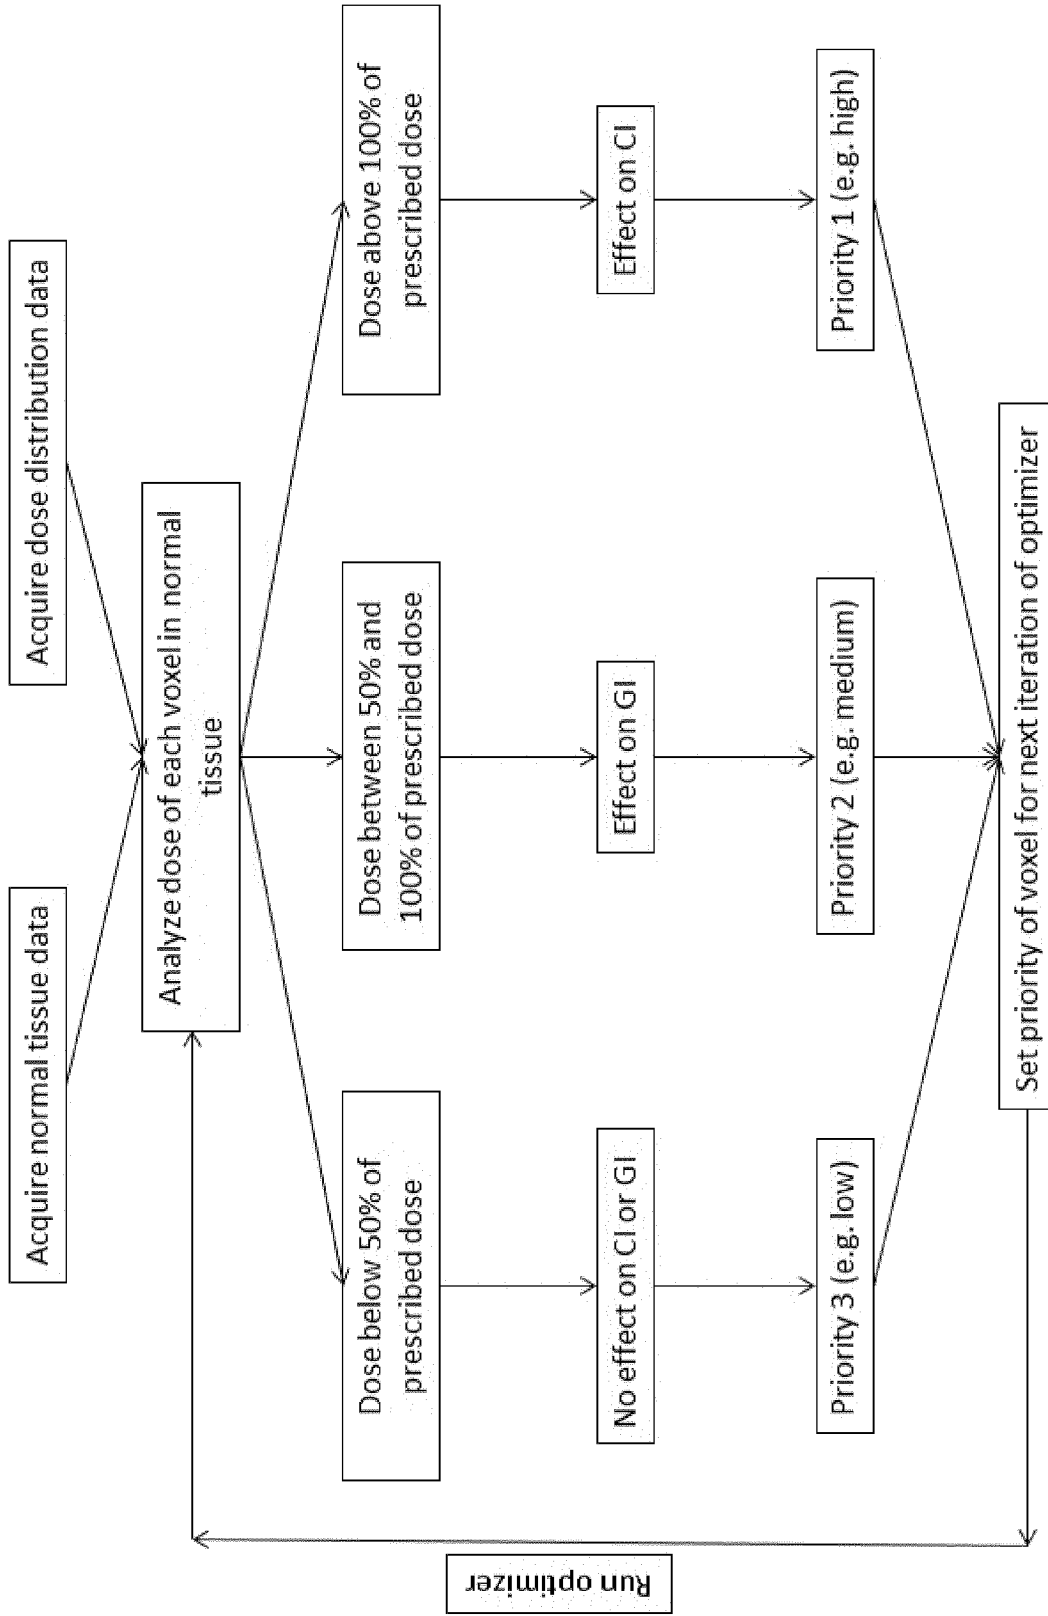 Acquire normal tissue data
Acquire dose distribution data
Analyze dose of each voxel in normal
tissue
Dose below 50% of
prescribed dose
Dose between 50% and
100% of prescribed dose
Dose above 100% of
prescribed dose
No effect on CI or GI
Effect on GI
Effect on CI
Priority 3 (e.g. low)
Priority 2 (e.g. medium)
Priority 1 (e.g. high)
Set priority of voxel for next iteration of optimizer
Run optimizer